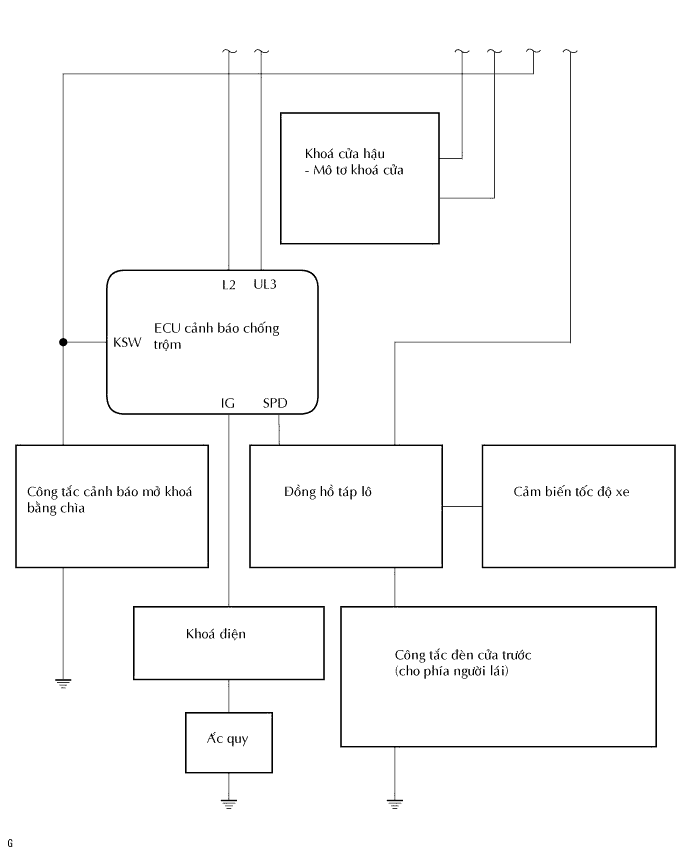 Khoá cửa hậu
- Mô tơ khoá cửa
L2 UL3
ECU cảnh báo chống
trộm
KSW
IG SPD
Công tắc cảnh báo mở khoá
bằng chìa
Đồng hồ táp lô
Cảm biến tốc độ xe
Khoá điện
Công tắc đèn cửa trước
(cho phía người lái)
Ắc quy
G